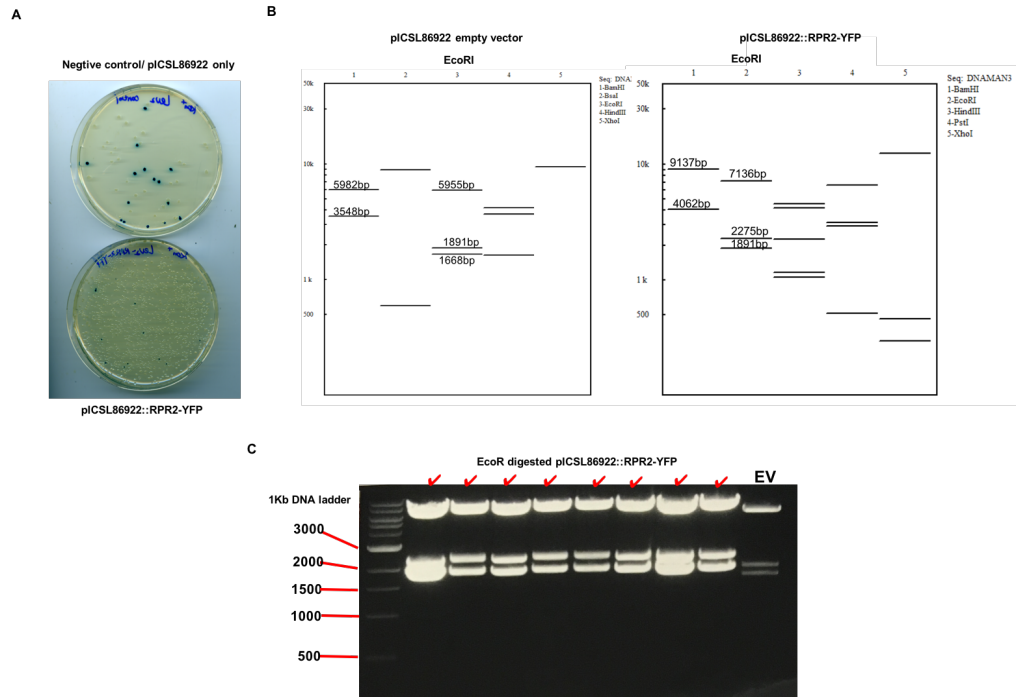 A
Negtive control/ pICSL86922 only
pICSL86922::RPR2-YFP
B
pICSL86922 empty vector
EcoRI
1 2 3 4 5
50k
30k
10k
1 k
500
5982bp
3548bp
5955bp
1891bp
1668bp
Seq: DNA
1-BamHI
2-BsaI
3-EcoRI
4-HindIII
5-XhoI
pICSL86922::RPR2-YFP
EcoRI
1 2 3 4 5
50k
30k
10k
1 k
500
9137bp
4062bp
7136bp
2275bp
1891bp
Seq: DNAMAN3
1-BamHI
2-EcoRI
3-HindIII
4-PstI
5-XhoI
C
EcoR digested pICSL86922::RPR2-YFP
EV
1Kb DNA ladder
3000
2000
1500
1000
500